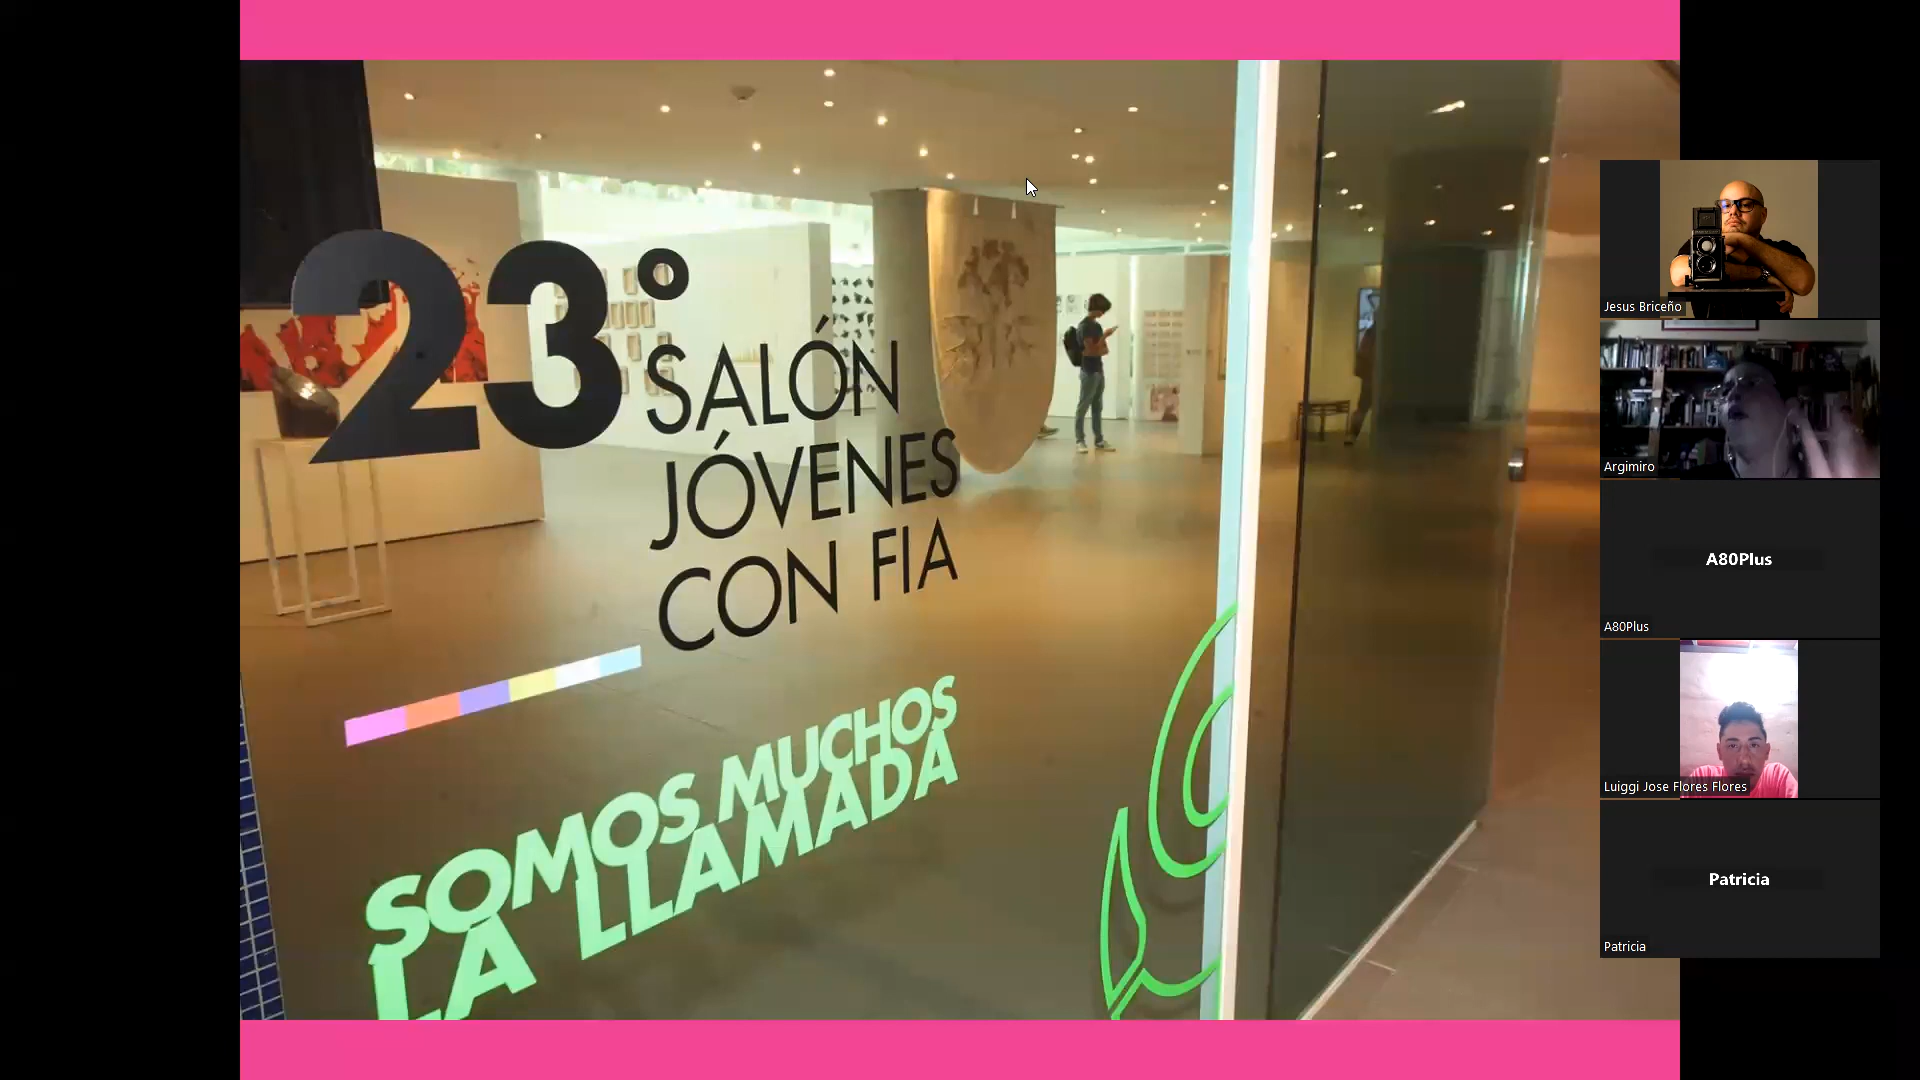 23°
SALÓN
JÓVENES
CON FIA
SOMOS MUCHOS
LA LLAMADA
Jesus Briceño
Argimiro
A80Plus
A80Plus
Luiggi Jose Flores Flores
Patricia
Patricia